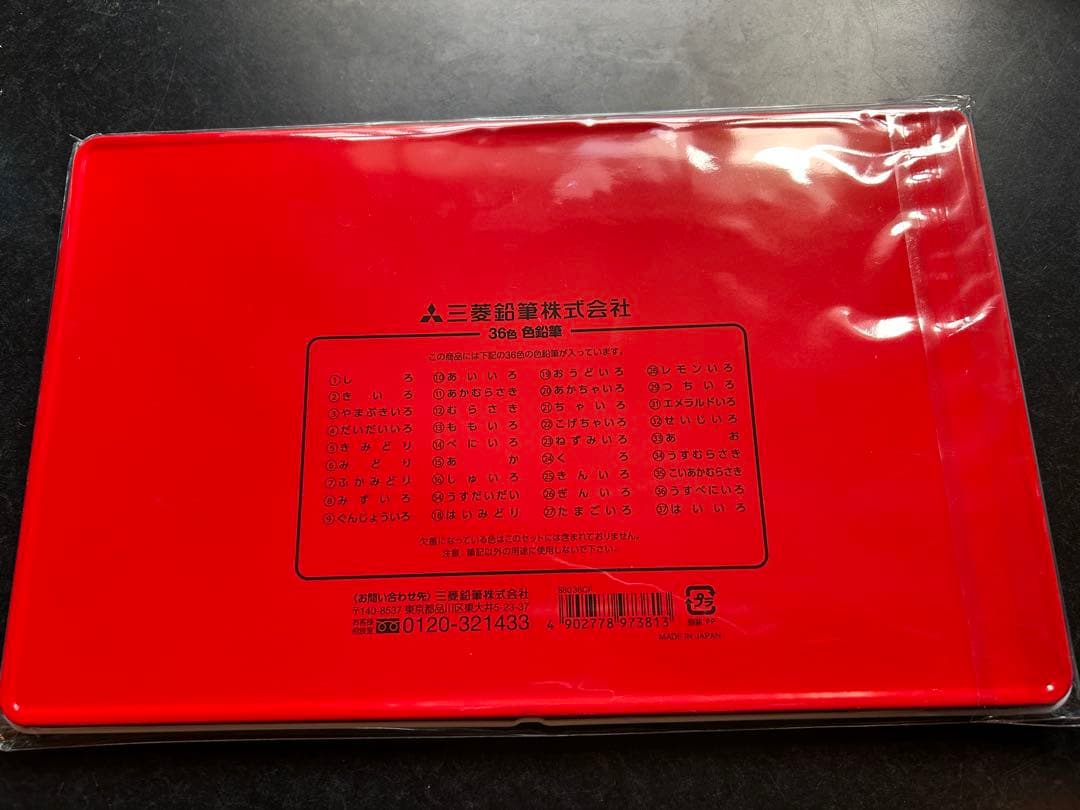 三菱鉛筆株式会社
36色 色鉛筆
この商品には下記の36色の色鉛筆が入っています。
①しろ ⑩あいいろ ⑲おうどいろ ㉘レモンいろ
②きいろ ⑪あかむらさき ⑳あかちゃいろ ㉙つちいろ
③やまぶきいろ ⑫むらさき ㉑ちゃいろ ㉛エメラルドいろ
④だいだいいろ ⑬ももいろ ㉒こげちゃいろ ㉜せいじいろ
⑤きみどり ⑭べにいろ ㉓ねずみいろ ㉝あお
⑥みどり ⑮あか ㉔くろ ㉞うすむらさき
⑦ふかみどり ⑯しゅいろ ㉕きんいろ ㉟こいあかむらさき
⑧みずいろ 54うすだいだい ㉖ぎんいろ ㊱うすべにいろ
⑨ぐんじょういろ ⑱はいみどり ㉗たまごいろ ㊲はいいろ
欠番になっている色はこのセットには含まれておりません。
注意:筆記以外の用途に使用しないで下さい。
〈お問い合わせ先〉三菱鉛筆株式会社
〒140-8537 東京都品川区東大井5-23-37
お客様相談室 0120-321433
88036CP
4 902778 973813
プラ
個装:PP
MADE IN JAPAN